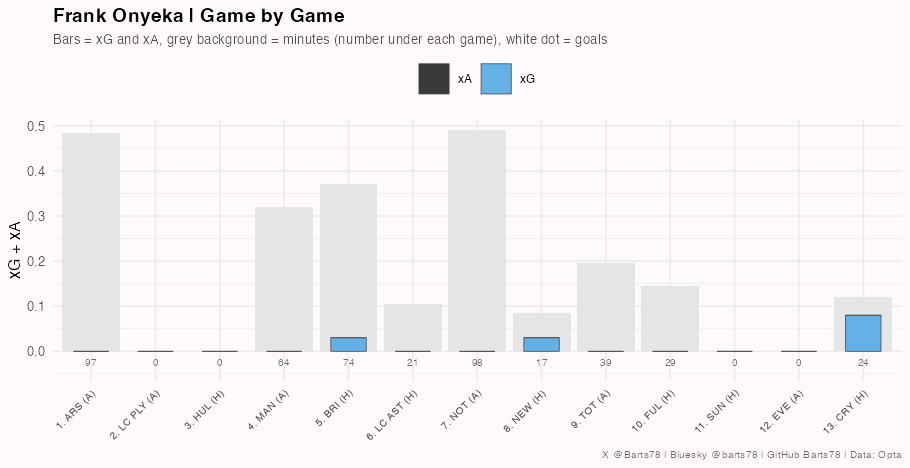 Frank Onyeka | Game by Game
Bars = xG and xA, grey background = minutes (number under each game), white dot = goals
xA xG
xG + xA
0.5
0.4
0.3
0.2
0.1
0.0
97 0 0 64 74 21 98 17 39 29 0 0 24
1. ARS (A)
2. LC PLY (A)
3. HUL (H)
4. MAN (A)
5. BRI (H)
6. LC AST (H)
7. NOT (A)
8. NEW (H)
9. TOT (A)
10. FUL (H)
11. SUN (H)
12. EVE (A)
13. CRY (H)
X @Barts78 | Bluesky @barts78 | GitHub Barts78 | Data: Opta